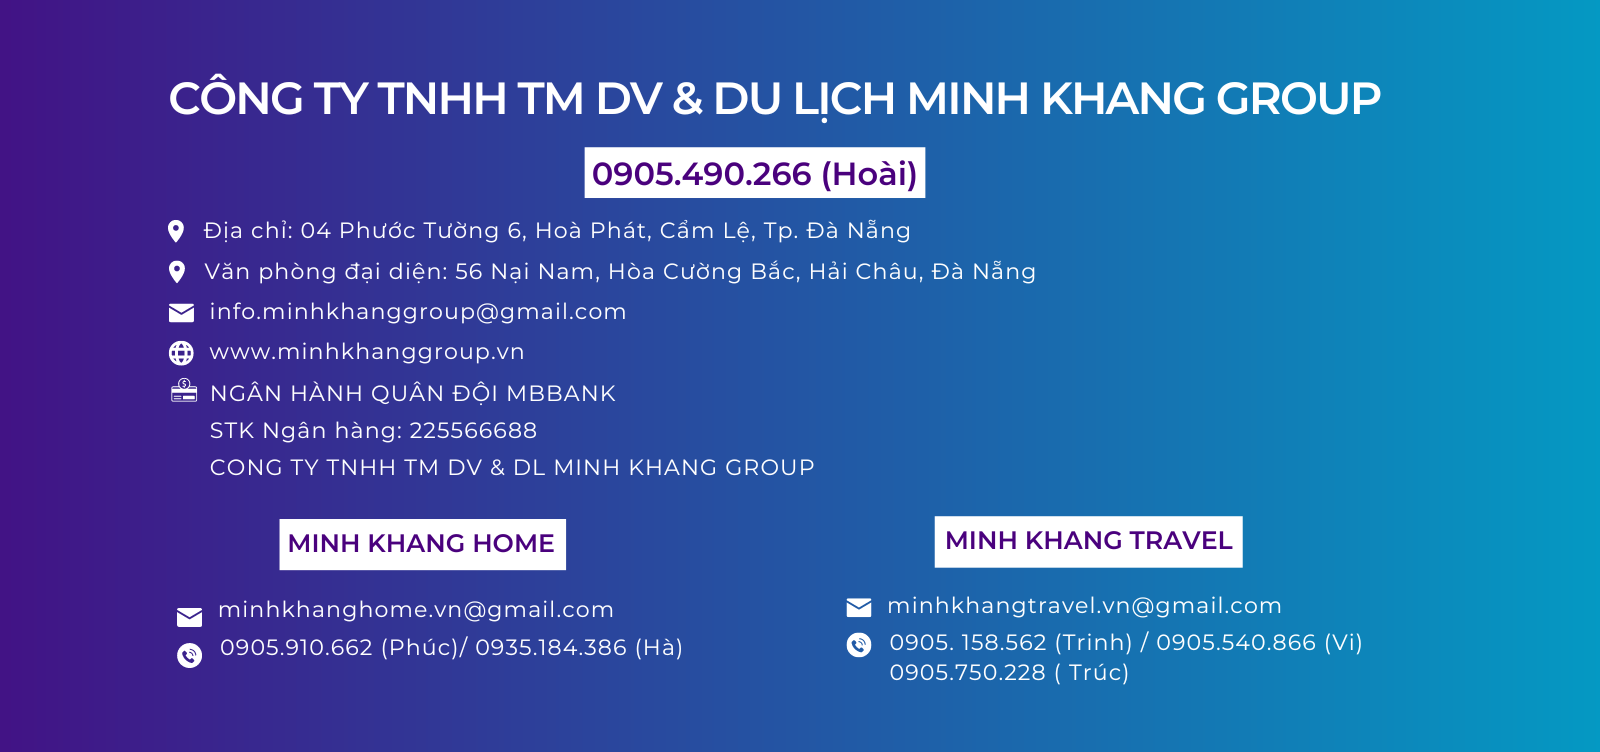 CÔNG TY TNHH TM DV & DU LỊCH MINH KHANG GROUP
0905.490.266 (Hoài)
Địa chỉ: 04 Phước Tường 6, Hoà Phát, Cẩm Lệ, Tp. Đà Nẵng
Văn phòng đại diện: 56 Nại Nam, Hòa Cường Bắc, Hải Châu, Đà Nẵng
info.minhkhanggroup@gmail.com
www.minhkhanggroup.vn
NGÂN HÀNH QUÂN ĐỘI MBBANK
STK Ngân hàng: 225566688
CONG TY TNHH TM DV & DL MINH KHANG GROUP
MINH KHANG HOME
minhkhanghome.vn@gmail.com
0905.910.662 (Phúc)/ 0935.184.386 (Hà)
MINH KHANG TRAVEL
minhkhangtravel.vn@gmail.com
0905. 158.562 (Trinh) / 0905.540.866 (Vi)
0905.750.228 ( Trúc)